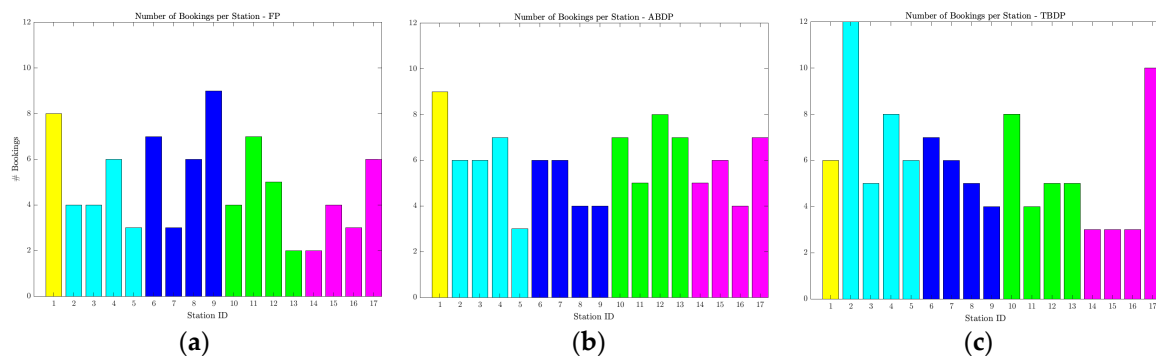 Number of Bookings per Station - FP
12
10
8
6
4
2
0
# Bookings
1 2 3 4 5 6 7 8 9 10 11 12 13 14 15 16 17
Station ID
(a)
Number of Bookings per Station - ABDP
12
10
8
6
4
2
0
1 2 3 4 5 6 7 8 9 10 11 12 13 14 15 16 17
Station ID
(b)
Number of Bookings per Station - TBDP
12
10
8
6
4
2
0
1 2 3 4 5 6 7 8 9 10 11 12 13 14 15 16 17
Station ID
(c)